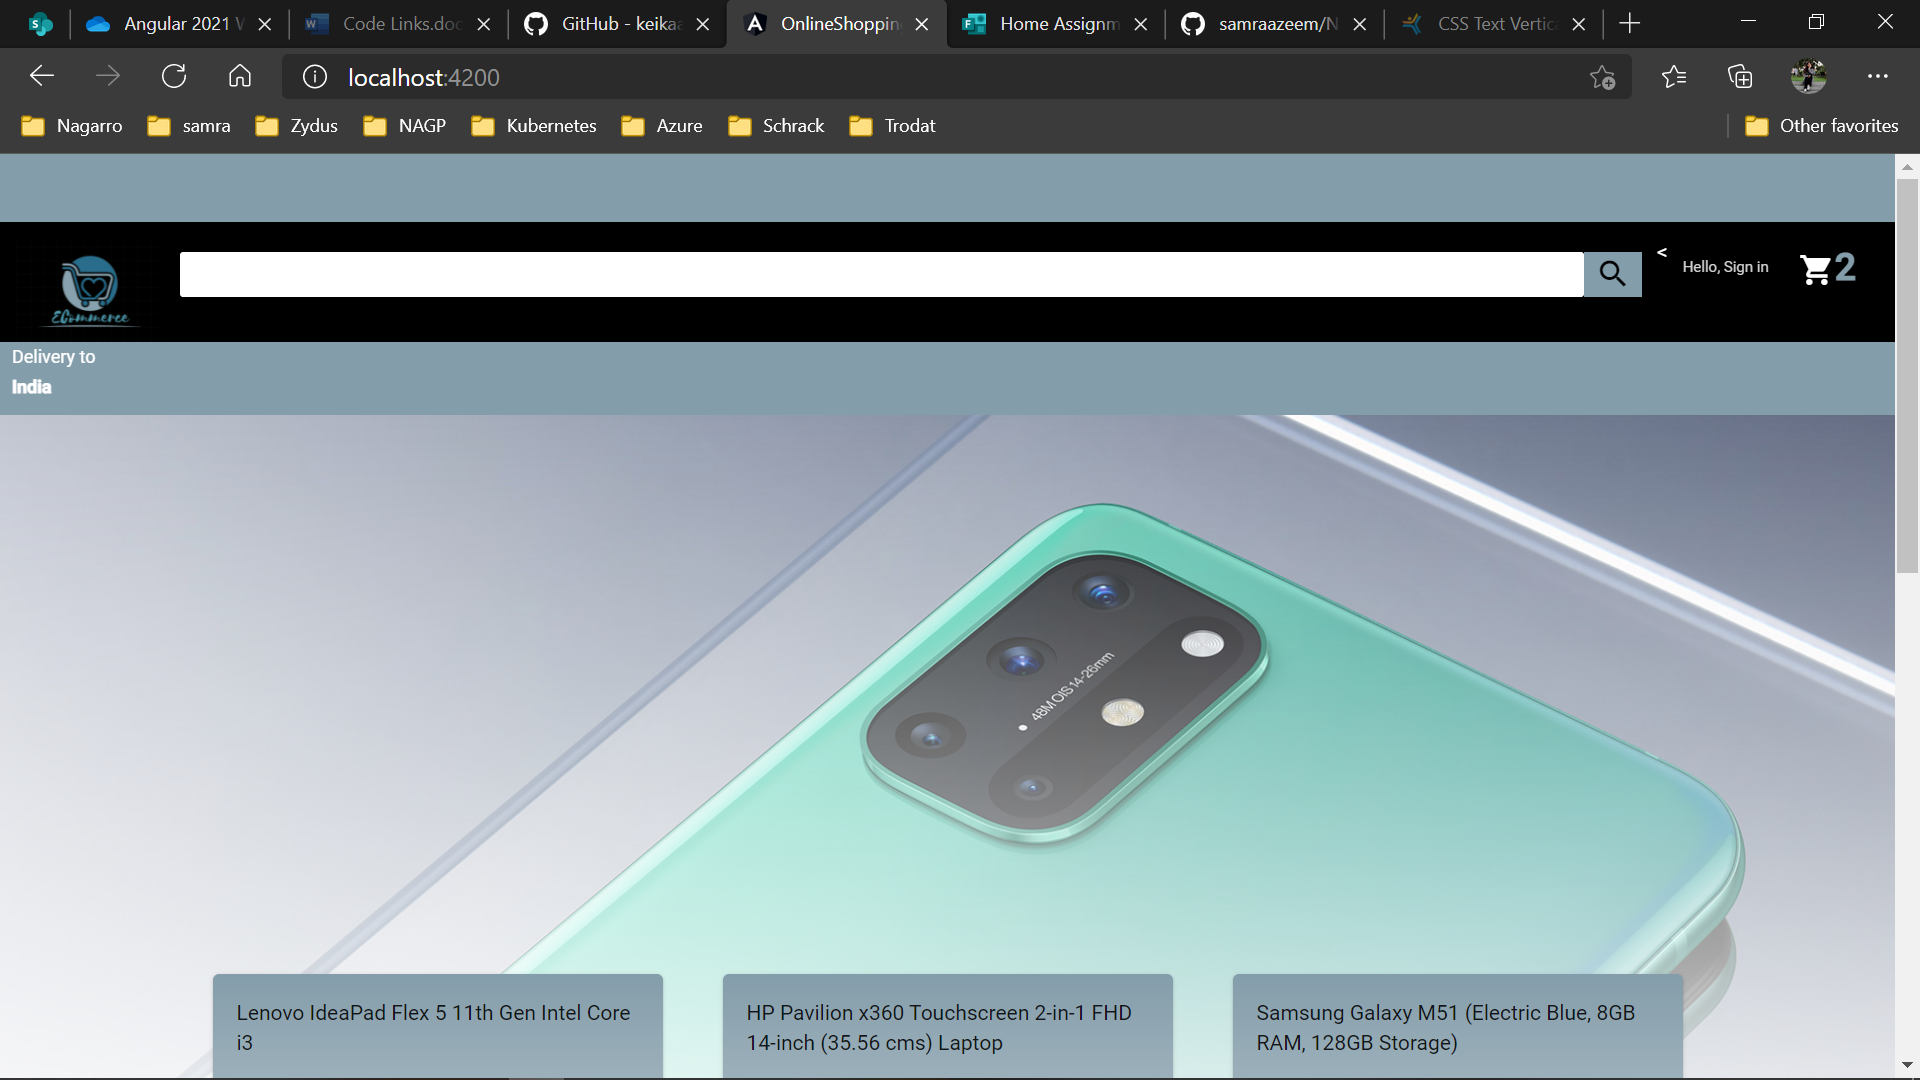 Angular 2021 W
Code Links.doc
GitHub - keikaa
OnlineShoppin
Home Assignm
samraazeem/N
CSS Text Vertic
localhost:4200
Nagarro
samra
Zydus
NAGP
Kubernetes
Azure
Schrack
Trodat
Other favorites
ECommerce
<
Hello, Sign in
2
Delivery to
India
48M OIS 14-26mm
Lenovo IdeaPad Flex 5 11th Gen Intel Core
i3
HP Pavilion x360 Touchscreen 2-in-1 FHD
14-inch (35.56 cms) Laptop
Samsung Galaxy M51 (Electric Blue, 8GB
RAM, 128GB Storage)